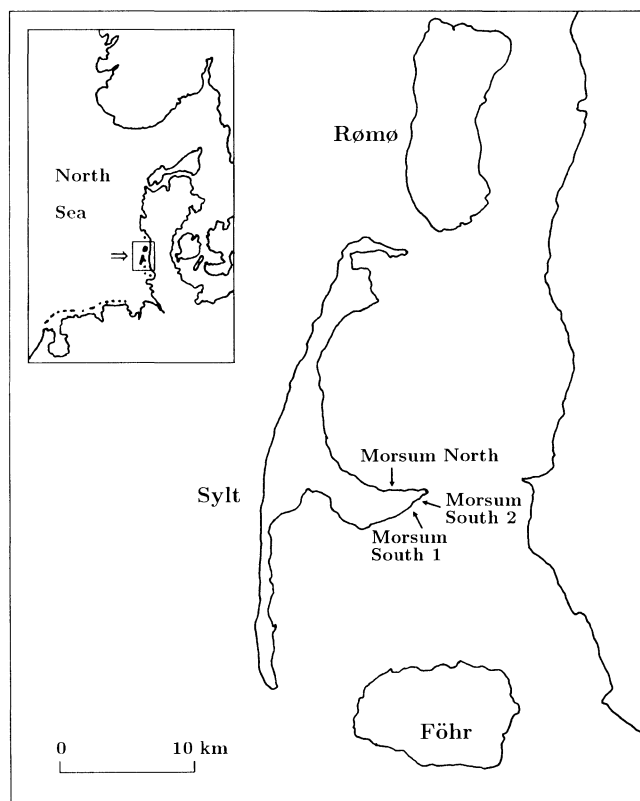 North
Sea
⇒
Rømø
Morsum North
Sylt
Morsum
South 2
Morsum
South 1
Föhr
0 10 km